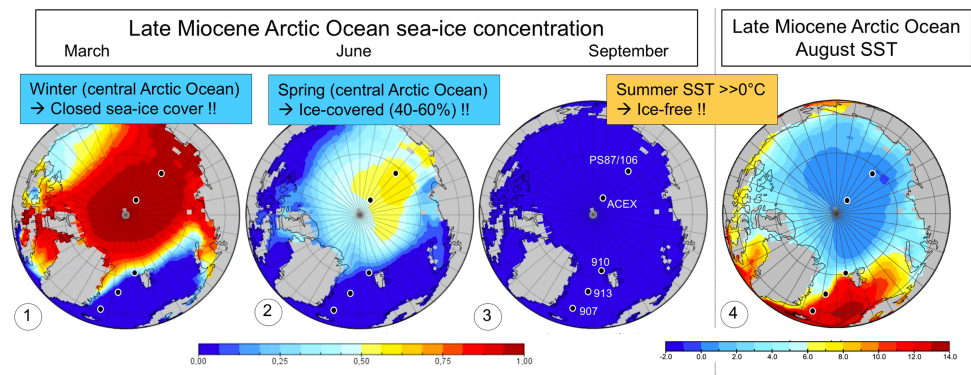 Late Miocene Arctic Ocean sea-ice concentration
March
June
September
Late Miocene Arctic Ocean
August SST
Winter (central Arctic Ocean)
→ Closed sea-ice cover !!
Spring (central Arctic Ocean)
→ Ice-covered (40-60%) !!
Summer SST >>0°C
→ Ice-free !!
PS87/106
ACEX
910
913
907
1
2
3
4
0,00
0,25
0,50
0,75
1,00
-2.0
0.0
2.0
4.0
6.0
8.0
10.0
12.0
14.0